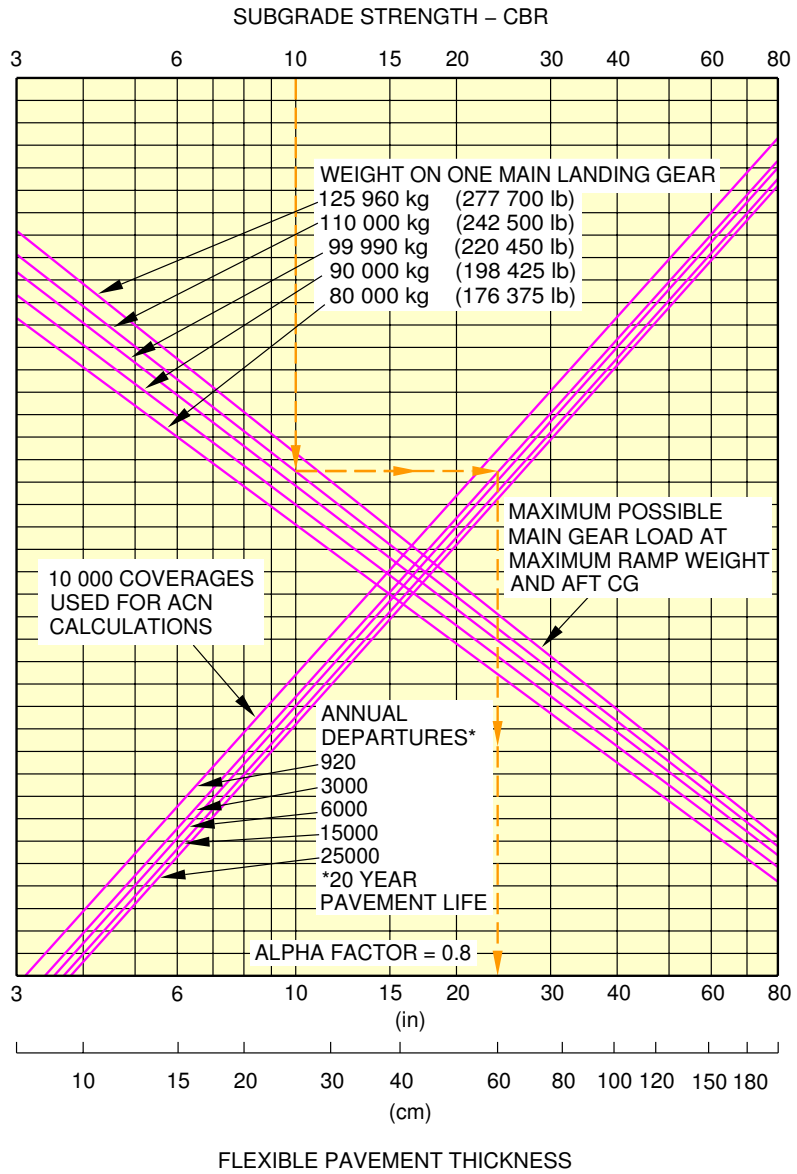 SUBGRADE STRENGTH – CBR
3 6 10 15 20 30 40 60 80
WEIGHT ON ONE MAIN LANDING GEAR
125 960 kg (277 700 lb)
110 000 kg (242 500 lb)
99 990 kg (220 450 lb)
90 000 kg (198 425 lb)
80 000 kg (176 375 lb)
MAXIMUM POSSIBLE
MAIN GEAR LOAD AT
MAXIMUM RAMP WEIGHT
AND AFT CG
10 000 COVERAGES
USED FOR ACN
CALCULATIONS
ANNUAL
DEPARTURES*
920
3000
6000
15000
25000
*20 YEAR
PAVEMENT LIFE
ALPHA FACTOR = 0.8
3 6 10 15 20 30 40 60 80
(in)
10 15 20 30 40 60 80 100 120 150 180
(cm)
FLEXIBLE PAVEMENT THICKNESS